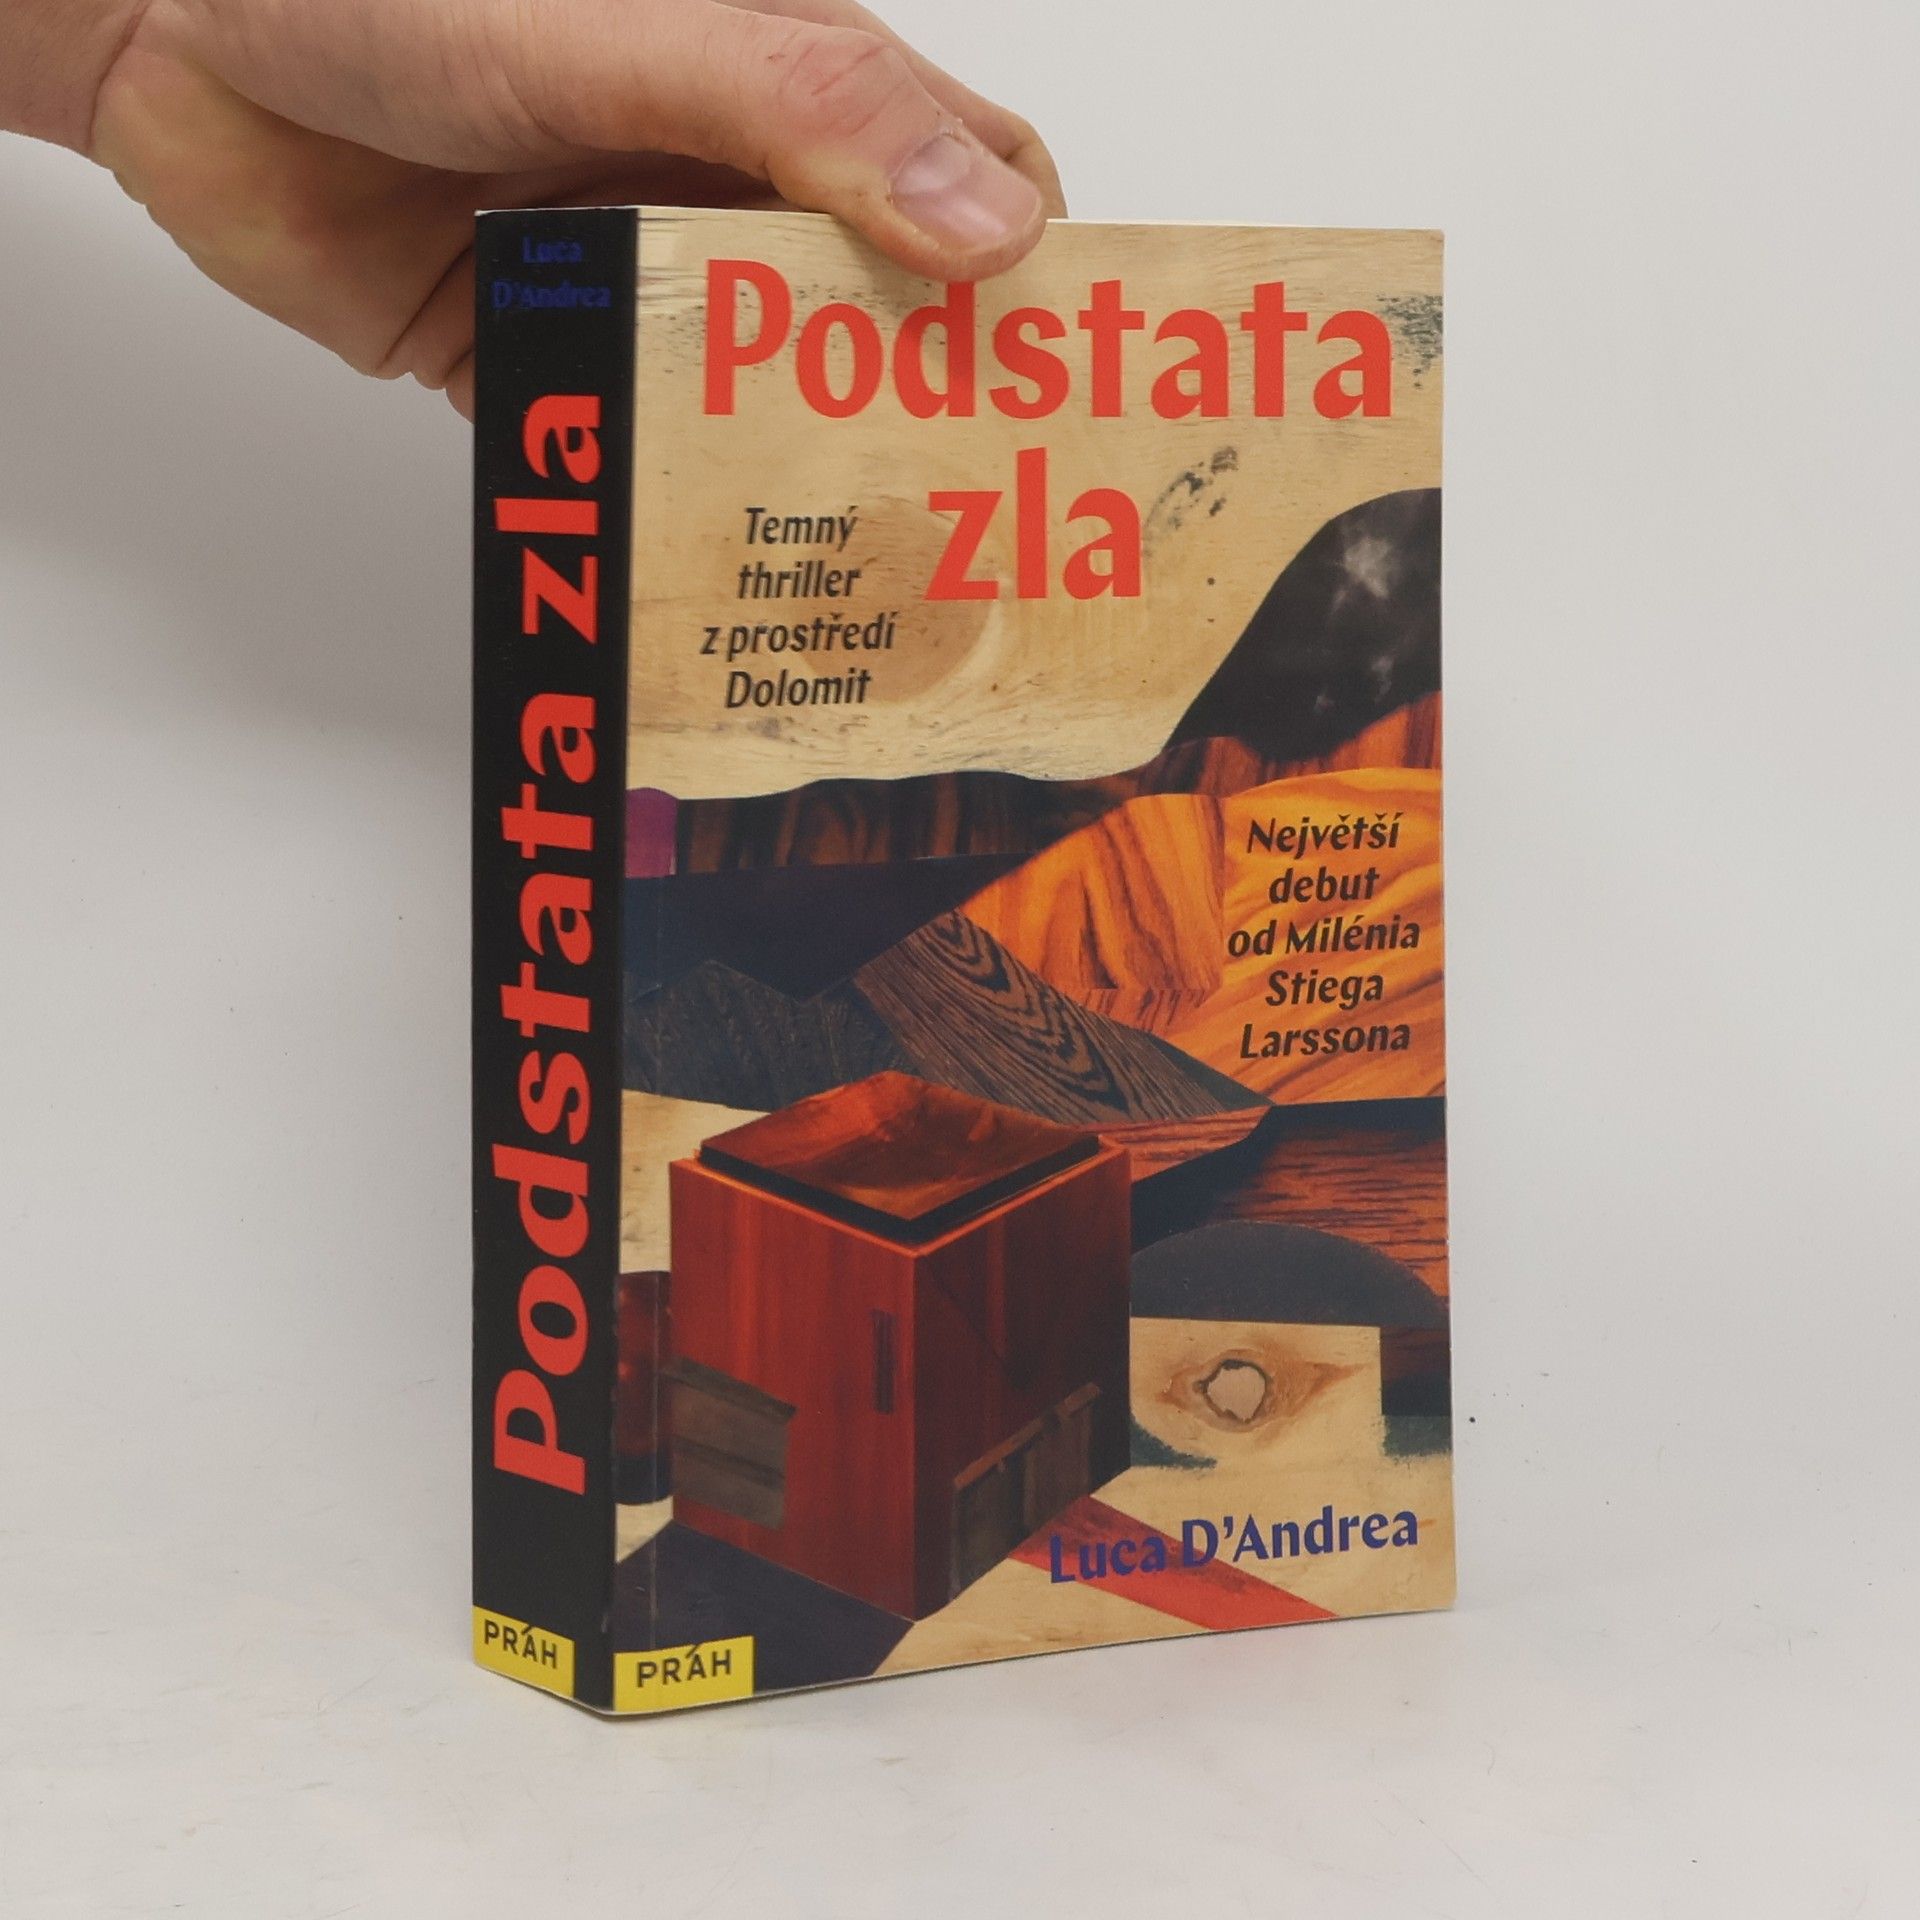 Luca
D'Andrea
Podstata zla
PRÁH
Podstata
zla
Temný
thriller
z prostředí
Dolomit
Největší
debut
od Milénia
Stiega
Larssona
Luca D'Andrea
PRÁH